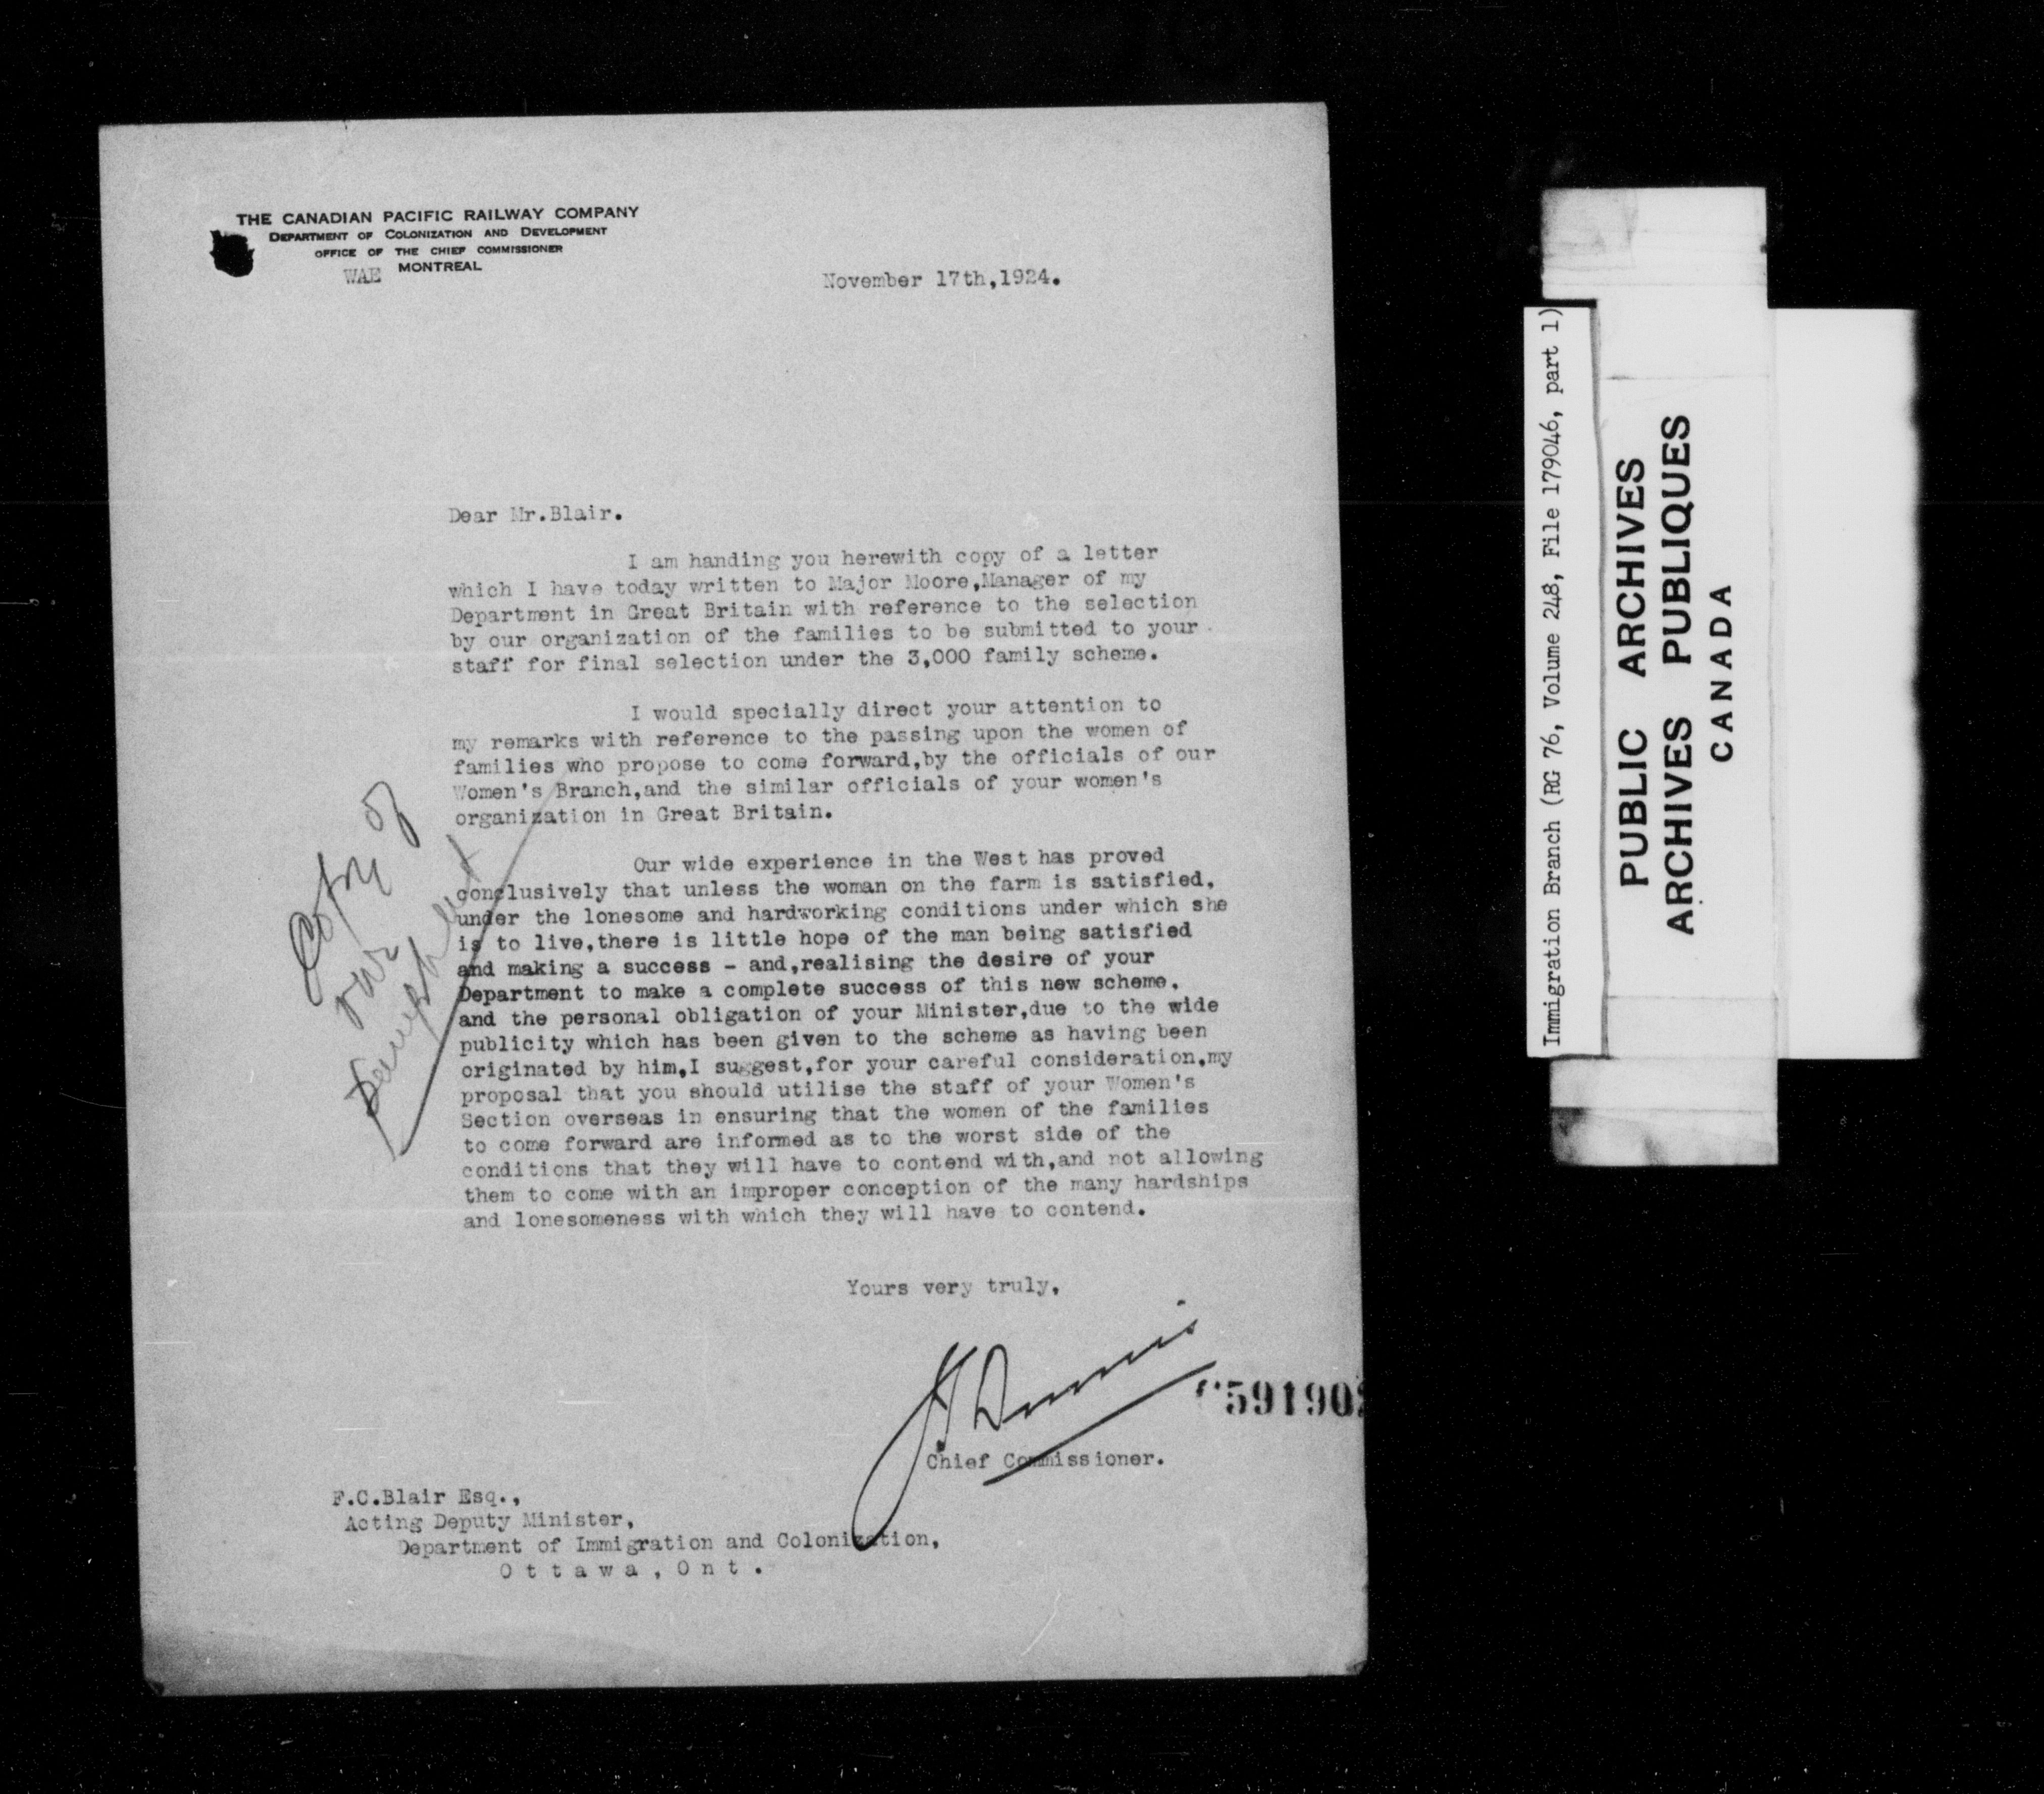 THE CANADIAN PACIFIC RAILWAY COMPANY
DEPARTMENT OF COLONIZATION AND DEVELOPMENT
OFFICE OF THE CHIEF COMMISSIONER
WAE MONTREAL
November 17th,1924.
Dear Mr.Blair.
I am handing you herewith copy of a letter
which I have today written to Major Moore,Manager of my
Department in Great Britain with reference to the selection
by our organization of the families to be submitted to your
staff for final selection under the 3,000 family scheme.
I would specially direct your attention to
my remarks with reference to the passing upon the women of
families who propose to come forward,by the officials of our
Women's Branch,and the similar officials of your women's
organization in Great Britain.
Our wide experience in the West has proved
conclusively that unless the woman on the farm is satisfied,
under the lonesome and hardworking conditions under which she
is to live,there is little hope of the man being satisfied
and making a success - and,realising the desire of your
Department to make a complete success of this new scheme,
and the personal obligation of your Minister,due to the wide
publicity which has been given to the scheme as having been
originated by him,I suggest,for your careful consideration,my
proposal that you should utilise the staff of your Women's
Section overseas in ensuring that the women of the families
to come forward are informed as to the worst side of the
conditions that they will have to contend with,and not allowing
them to come with an improper conception of the many hardships
and lonesomeness with which they will have to contend.
Copy of
our
Yours very truly,
JS Dennis
C59190
Chief Commissioner.
F.C.Blair Esq.,
Acting Deputy Minister,
Department of Immigration and Colonization,
Ottawa, Ont.
Immigration Branch (RG 76, Volume 248, File 179046, part 1)
PUBLIC ARCHIVES
ARCHIVES PUBLIQUES
CANADA